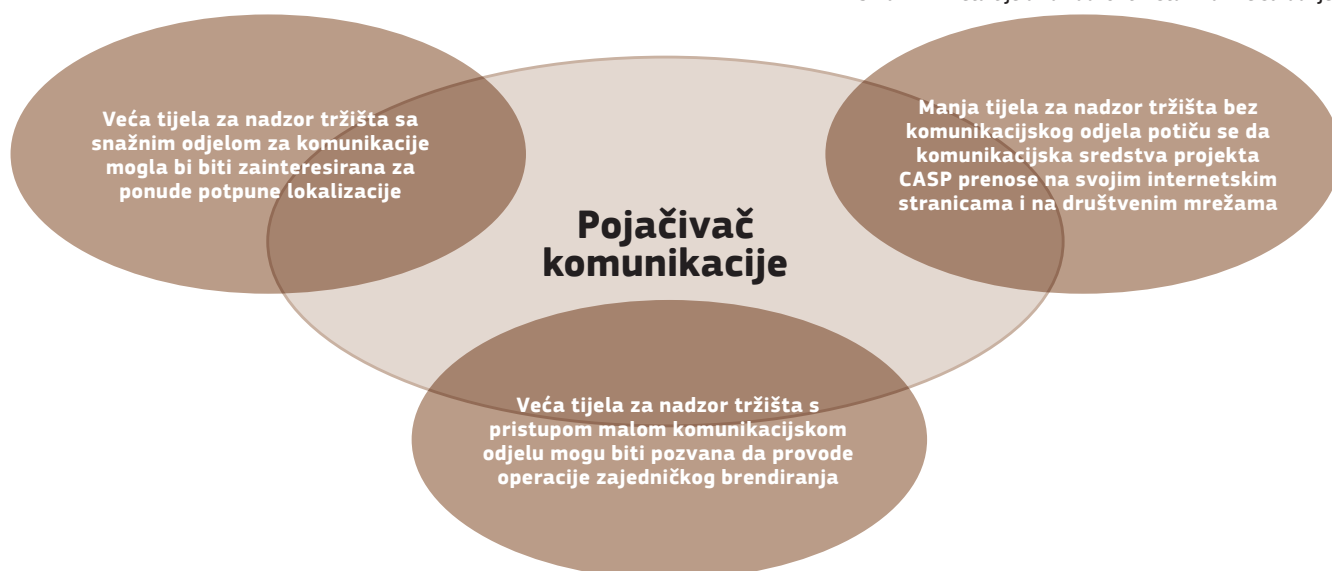 Veća tijela za nadzor tržišta sa
snažnim odjelom za komunikacije
mogla bi biti zainteresirana za
ponude potpune lokalizacije
Manja tijela za nadzor tržišta bez
komunikacijskog odjela potiču se da
komunikacijska sredstva projekta
CASP prenose na svojim internetskim
stranicama i na društvenim mrežama
Pojačivač
komunikacije
Veća tijela za nadzor tržišta s
pristupom malom komunikacijskom
odjelu mogu biti pozvana da provode
operacije zajedničkog brendiranja